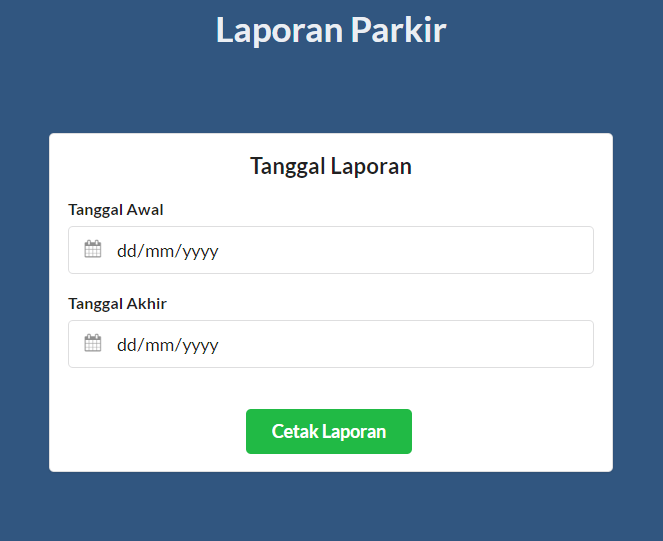 Laporan Parkir
Tanggal Laporan
Tanggal Awal
dd/mm/yyyy
Tanggal Akhir
dd/mm/yyyy
Cetak Laporan